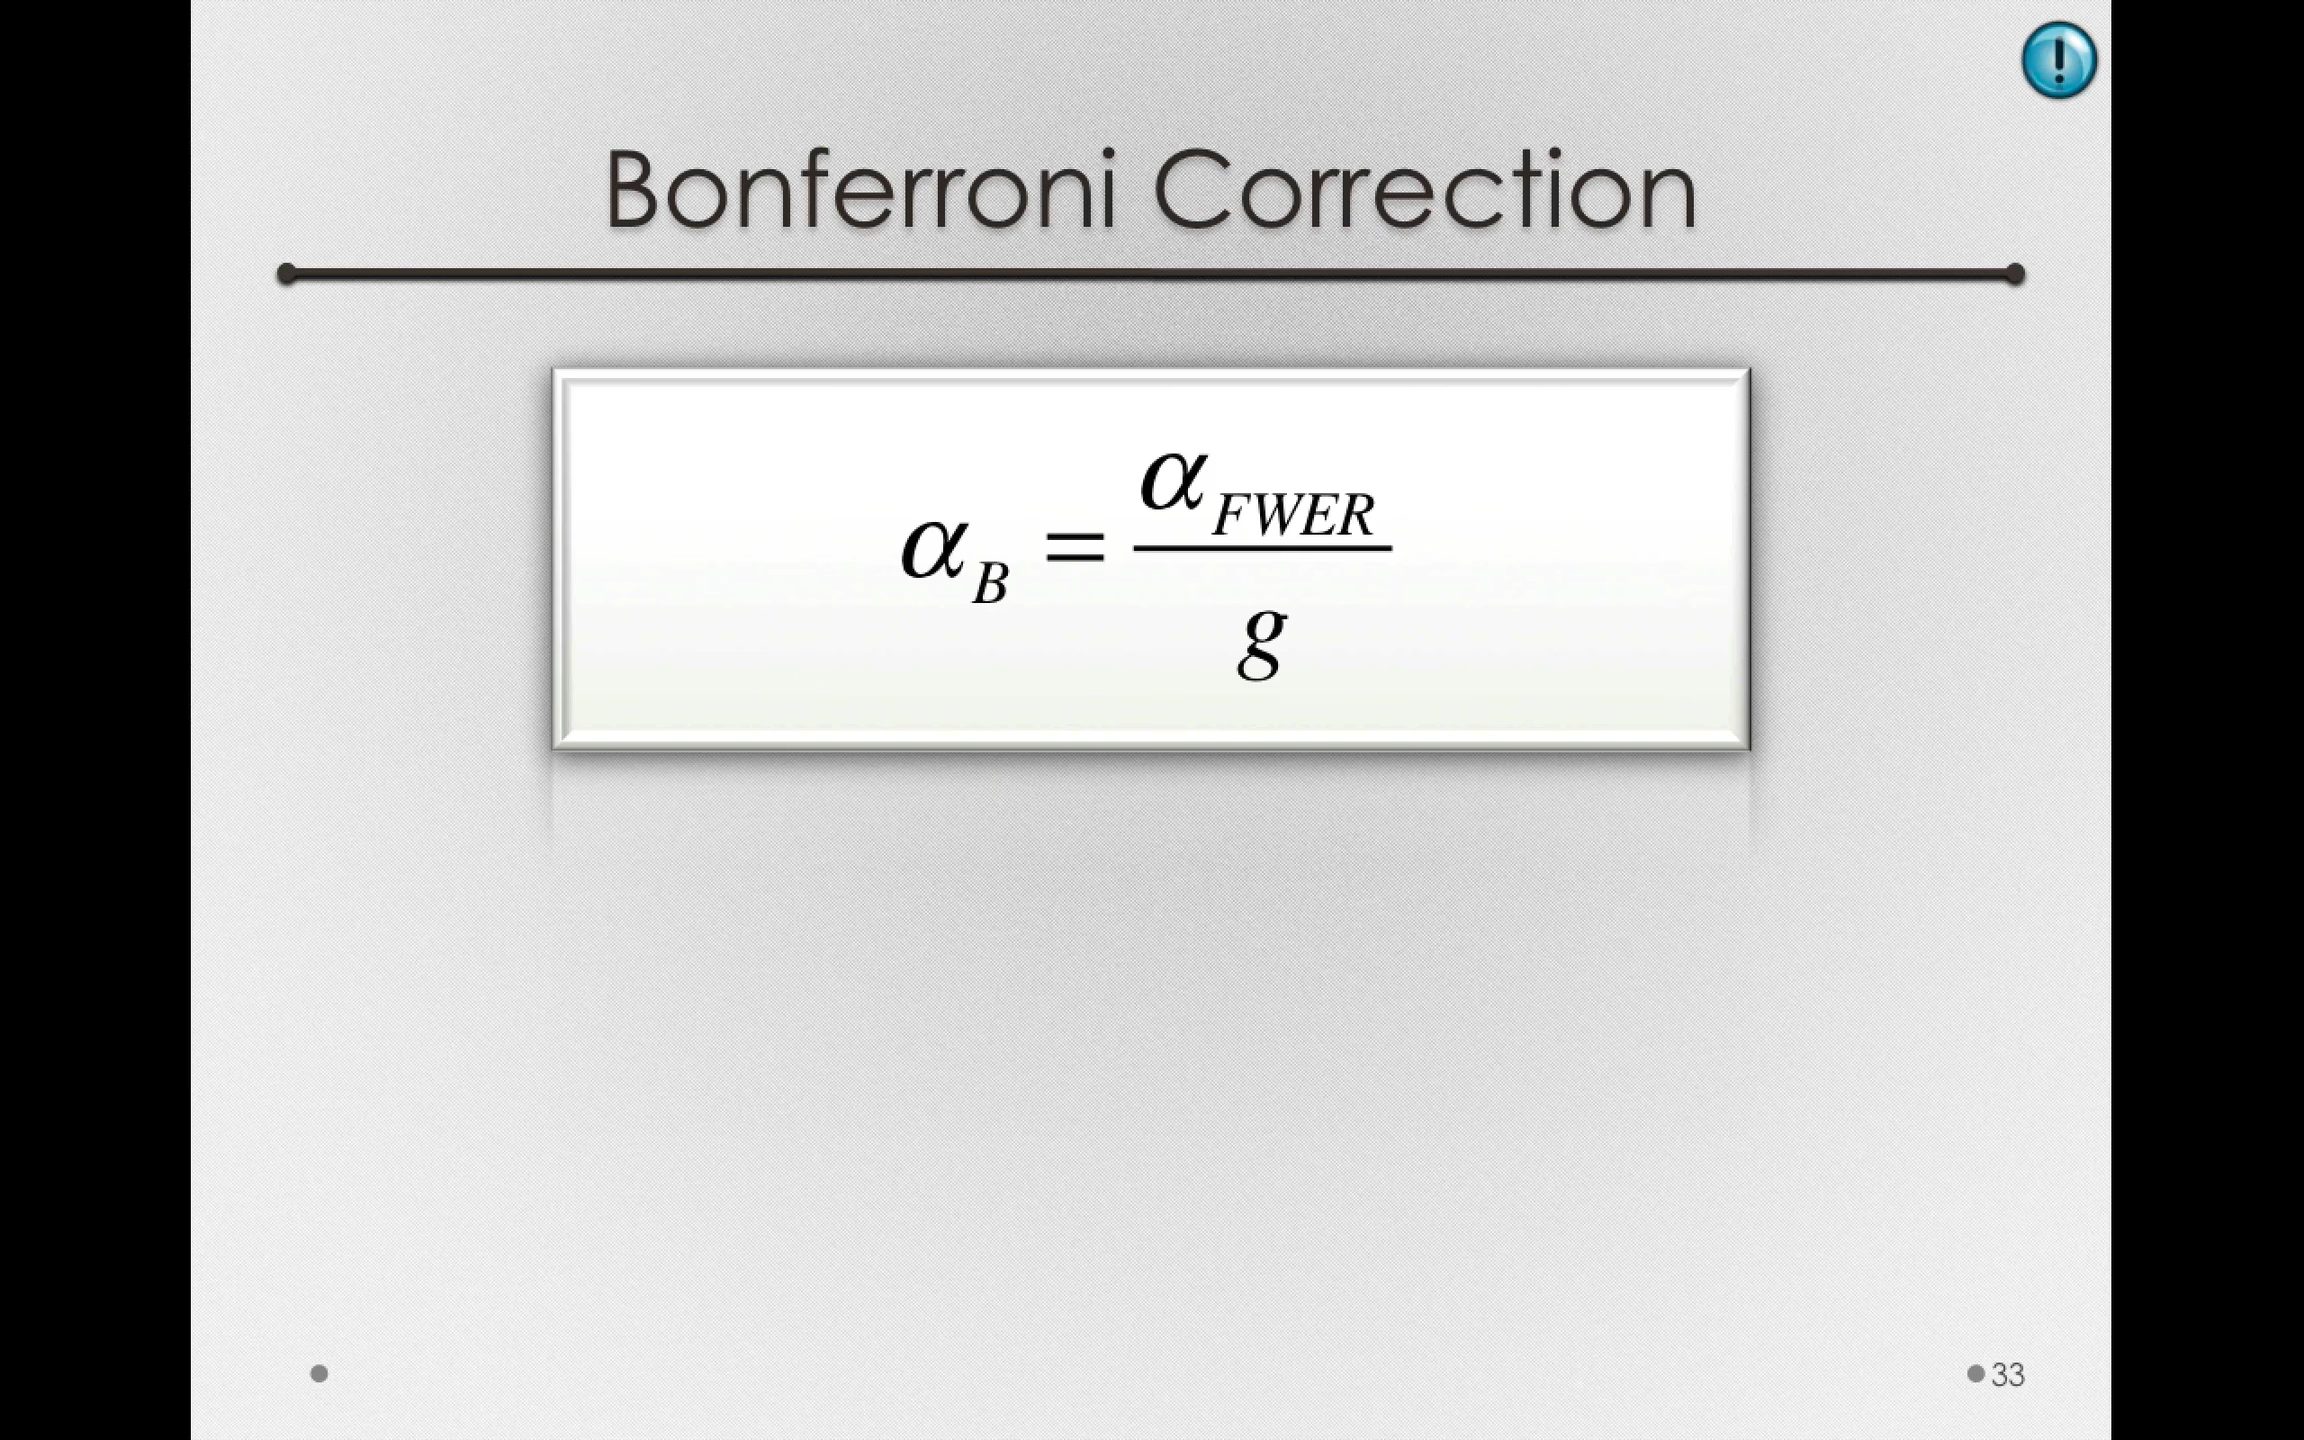 !
Bonferroni Correction
α_B = α_FWER / g
33